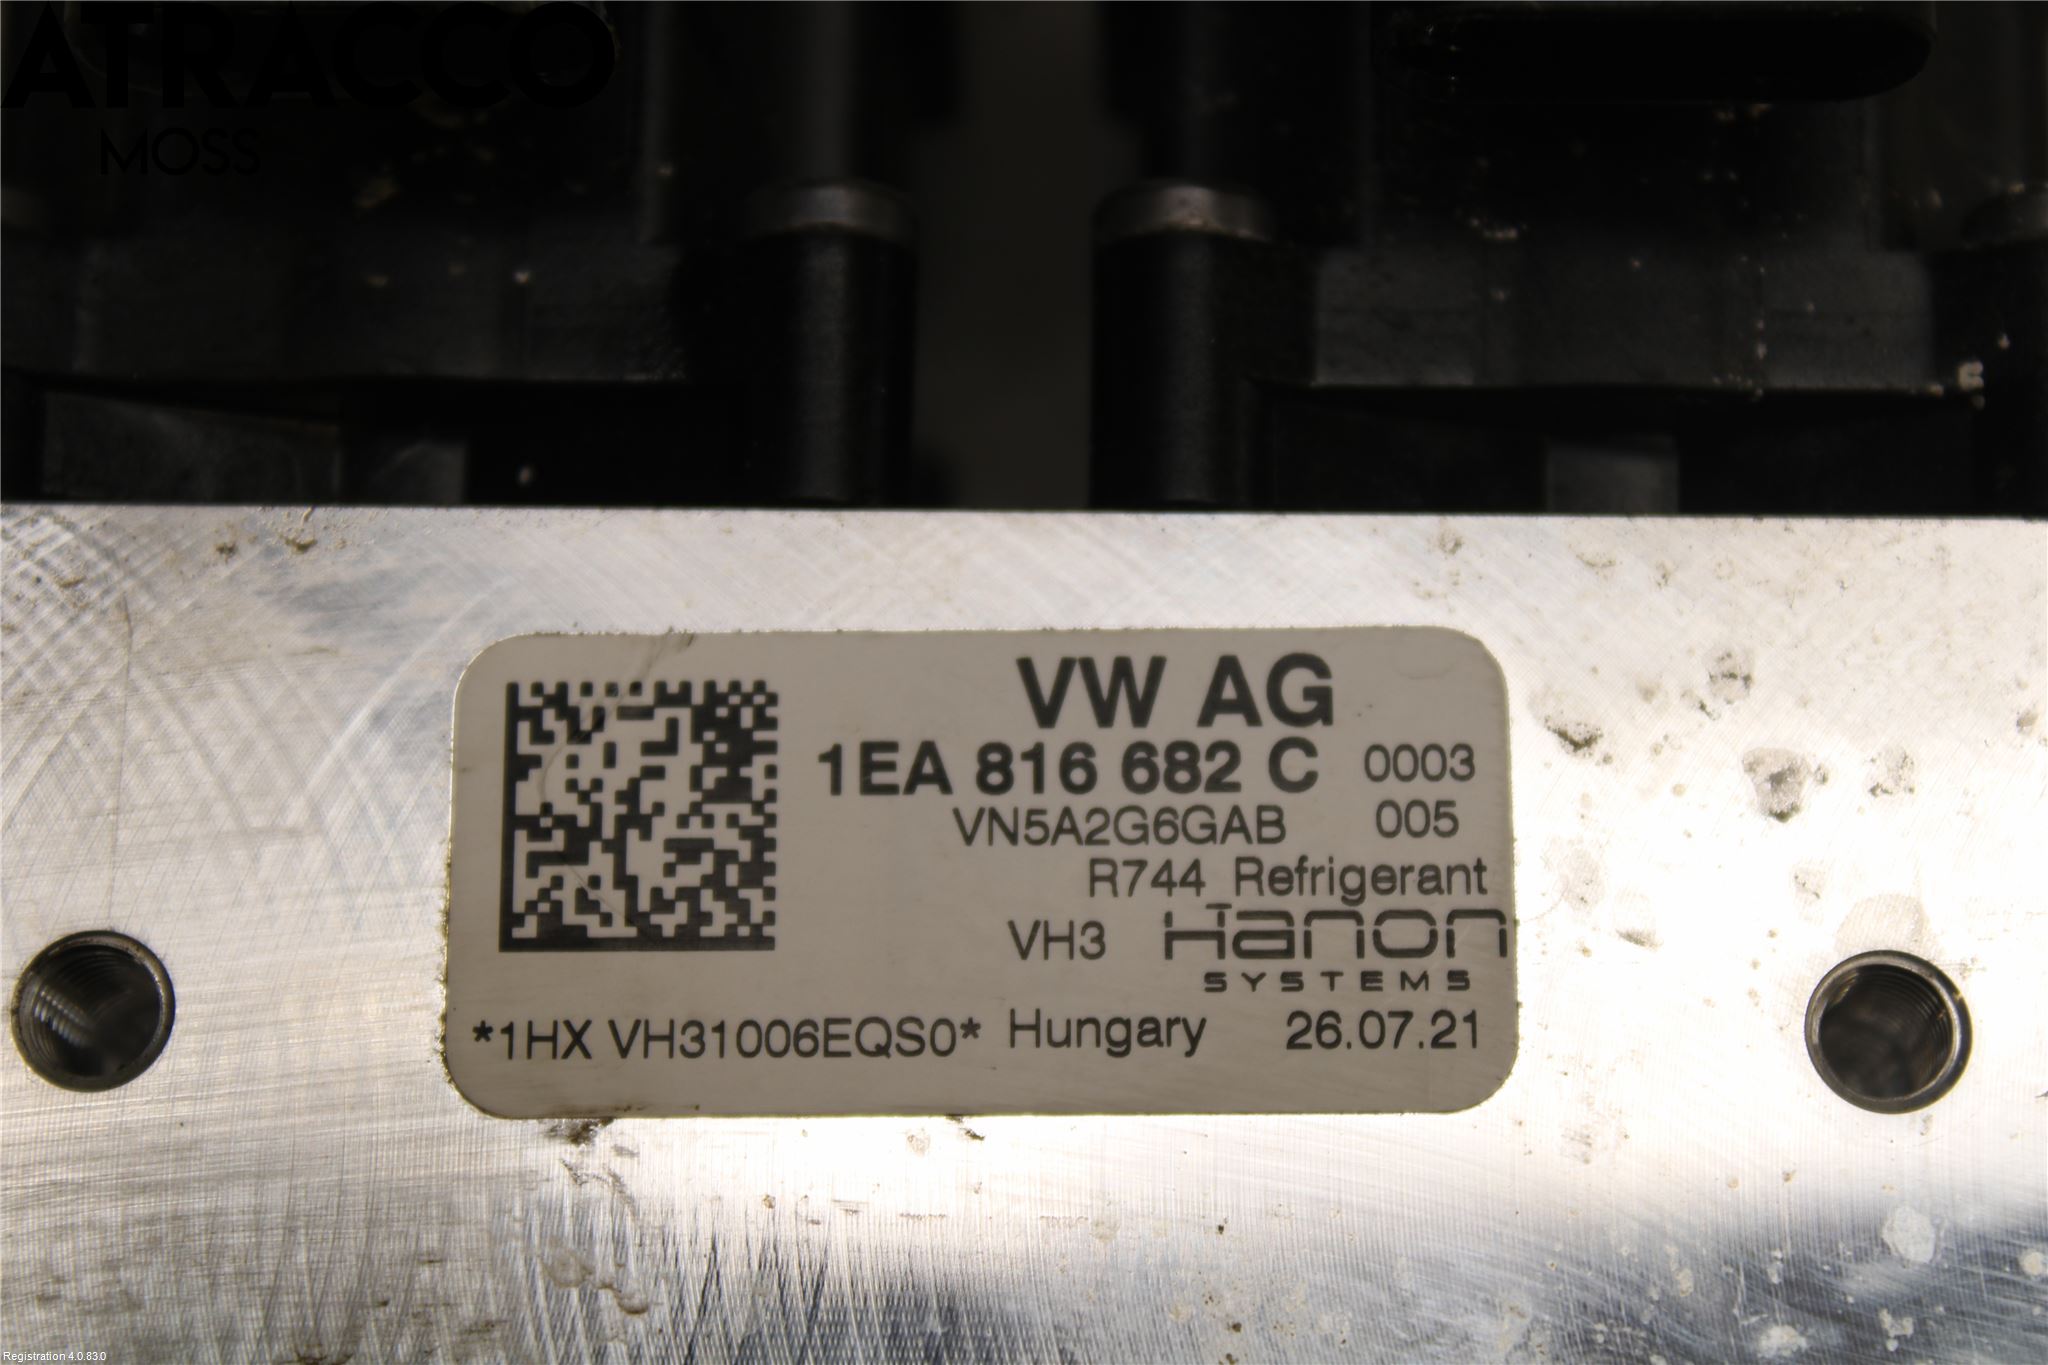 ATRACCO
MOSS
VW AG
1EA 816 682 C 0003
VN5A2G6GAB 005
R744 Refrigerant
VH3 Hanon
SYSTEMS
*1HX VH31006EQS0* Hungary 26.07.21
Registration 4.0.83.0